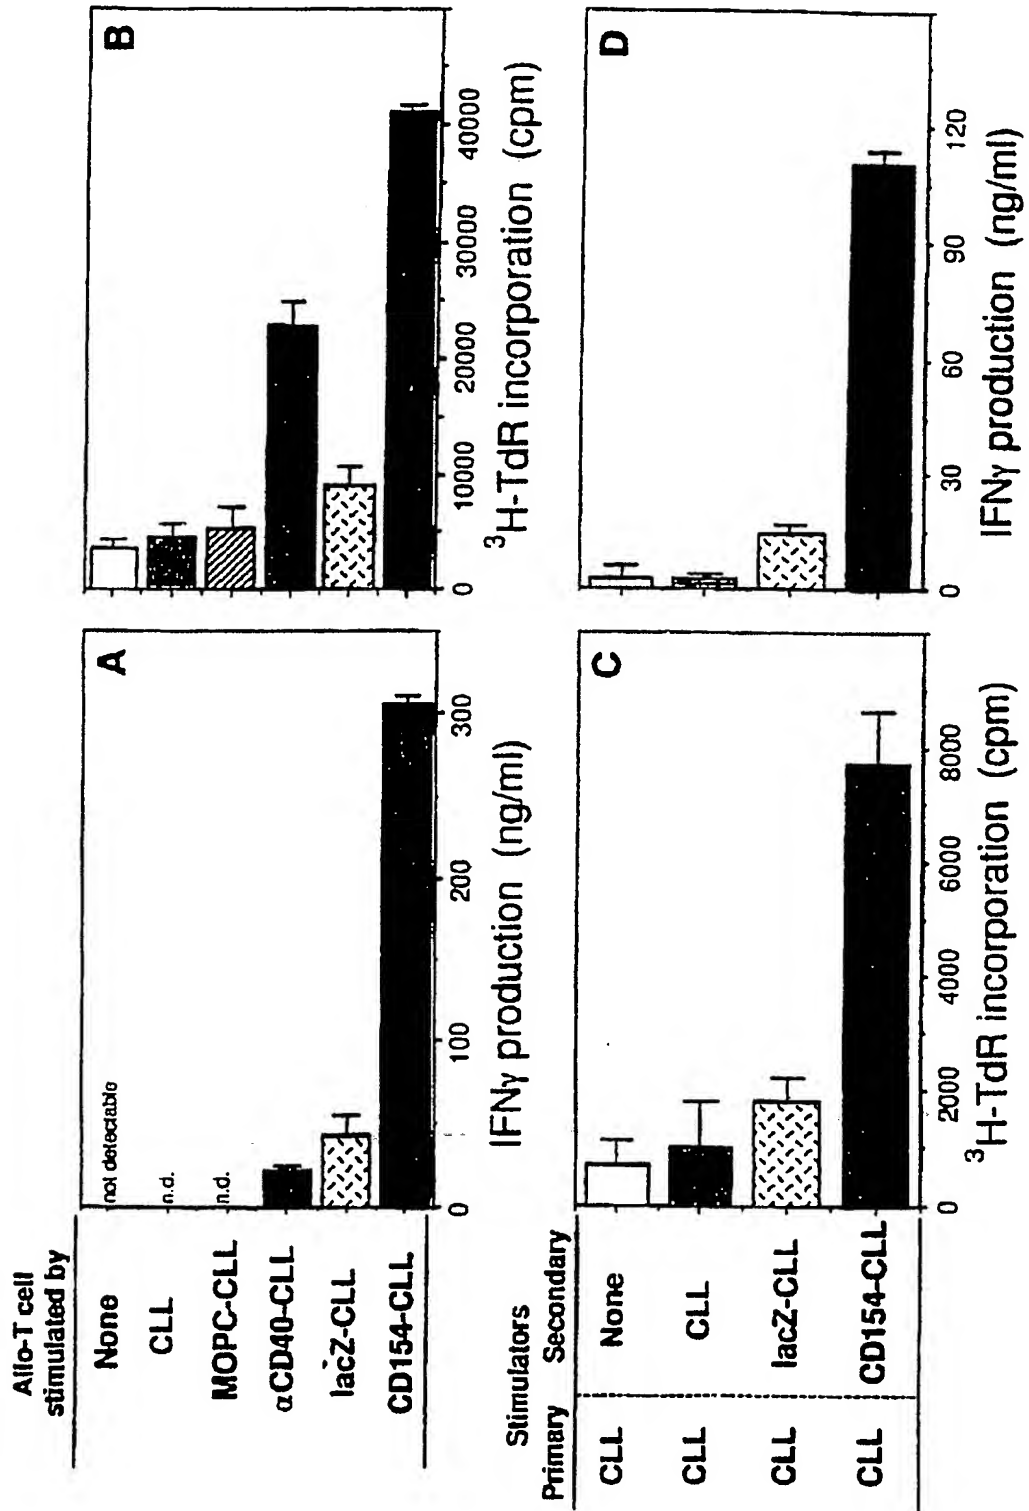 Allo-T cell
stimulated by
None
CLL
MOPC-CLL
αCD40-CLL
lacZ-CLL
CD154-CLL
A
not detectable
n.d.
n.d.
0 100 200 300
IFNγ production (ng/ml)
B
0 10000 20000 30000 40000
³H-TdR incorporation (cpm)
Stimulators
Primary Secondary
CLL None
CLL CLL
CLL lacZ-CLL
CLL CD154-CLL
C
0 2000 4000 6000 8000
³H-TdR incorporation (cpm)
D
0 30 60 90 120
IFNγ production (ng/ml)